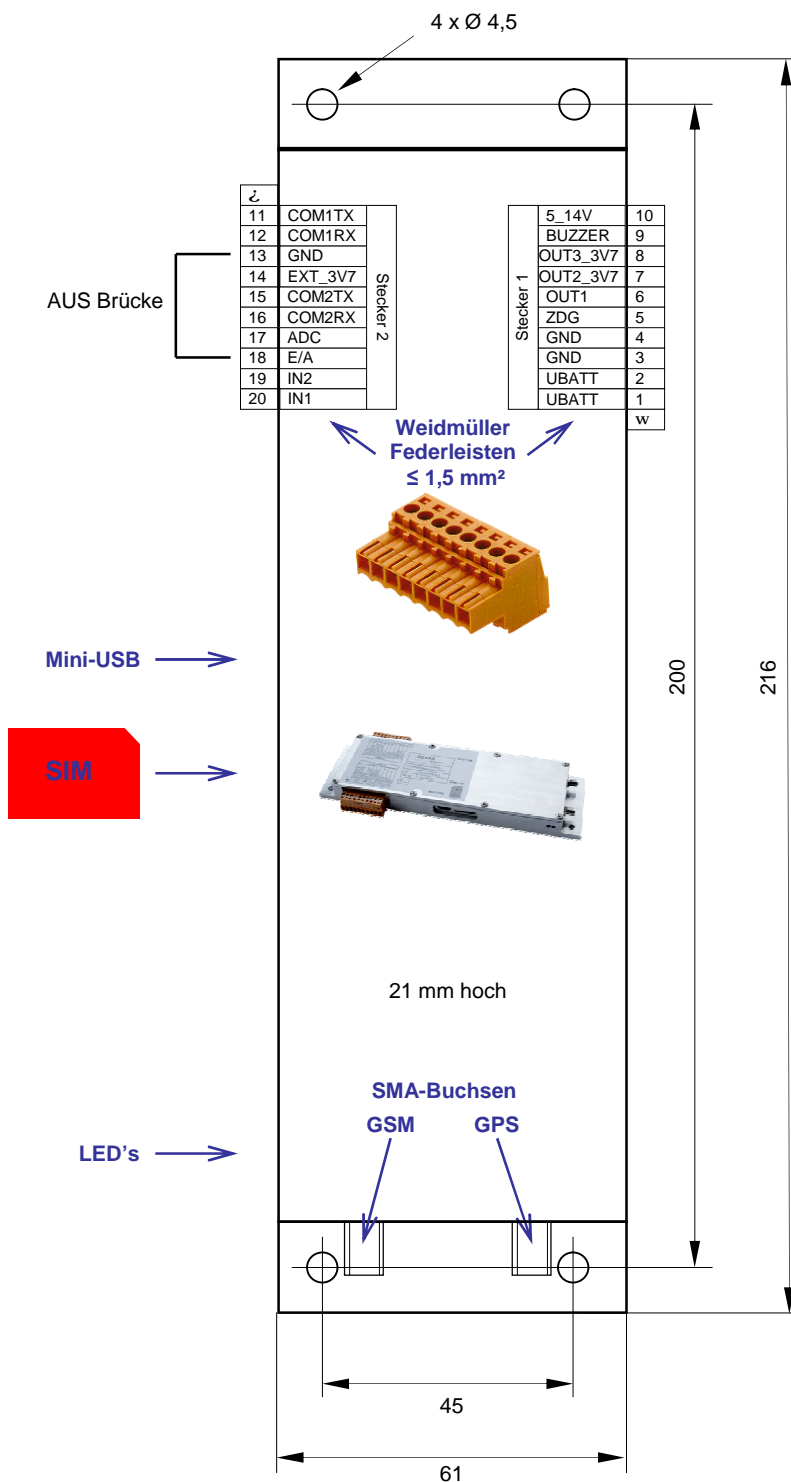 4 x Ø 4,5
¿
11 COM1TX
12 COM1RX
13 GND
14 EXT_3V7
15 COM2TX
16 COM2RX
17 ADC
18 E/A
19 IN2
20 IN1
Stecker 2
AUS Brücke
Stecker 1
5_14V 10
BUZZER 9
OUT3_3V7 8
OUT2_3V7 7
OUT1 6
ZDG 5
GND 4
GND 3
UBATT 2
UBATT 1
w
Weidmüller
Federleisten
≤ 1,5 mm²
Mini-USB
200
216
SIM
21 mm hoch
SMA-Buchsen
GSM GPS
LED’s
45
61